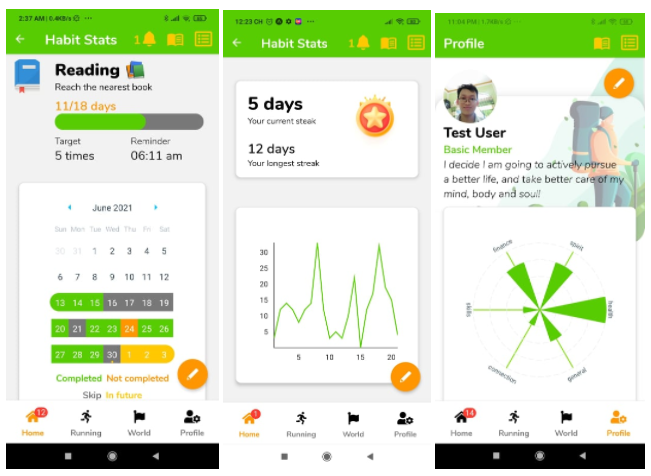 2:37 AM | 0.4KB/s
Habit Stats
1
Reading
Reach the nearest book
11/18 days
Target Reminder
5 times 06:11 am
June 2021
Sun Mon Tue Wed Thu Fri Sat
30 31 1 2 3 4 5
6 7 8 9 10 11 12
13 14 15 16 17 18 19
20 21 22 23 24 25 26
27 28 29 30 1 2 3
Completed Not completed
Skip In future
12
Home Running World Profile
12:23 CH
Habit Stats
1
5 days
Your current steak
12 days
Your longest streak
30
25
20
15
10
5
5 10 15 20
1
Home Running World Profile
11:04 PM | 1.7KB/s
Profile
Test User
Basic Member
I decide I am going to actively pursue
a better life, and take better care of my
mind, body and soul!
finance
spirit
health
general
connection
skills
14
Home Running World Profile